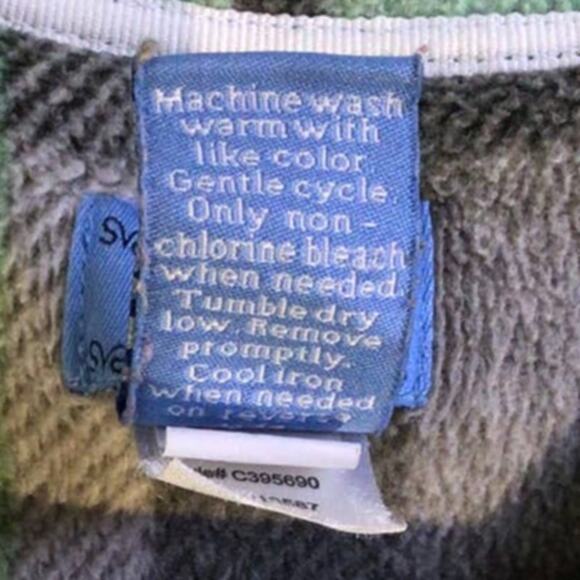 Machine wash
warm with
like color.
Gentle cycle.
Only non-
chlorine bleach
when needed.
Tumble dry
low. Remove
promptly.
Cool iron
when needed
on reverse
C395690